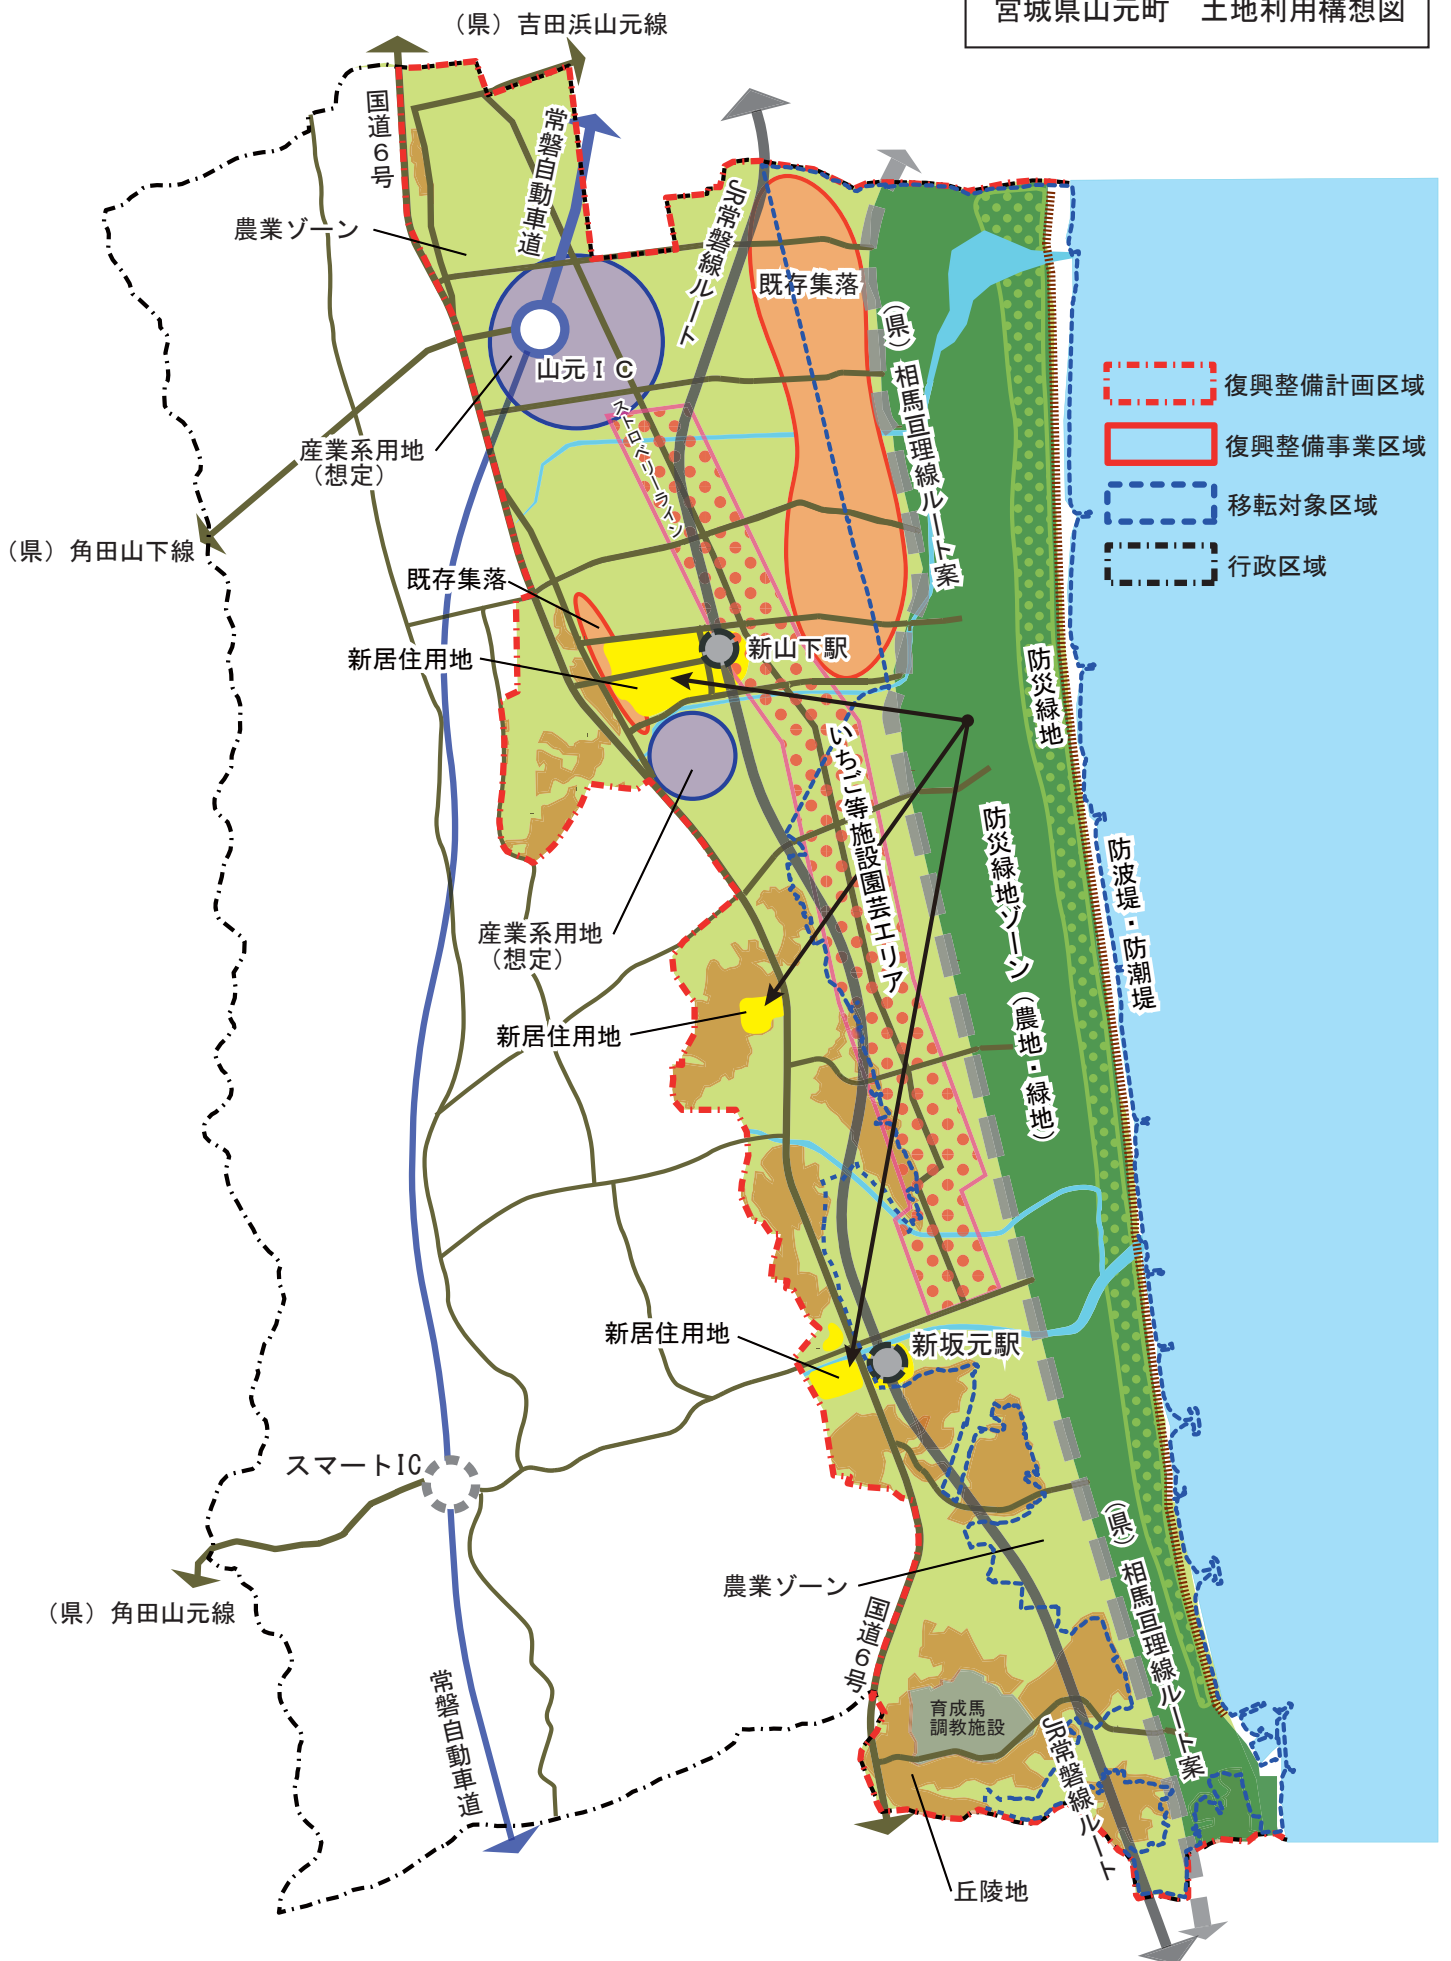 宮城県山元町　土地利用構想図
（県）吉田浜山元線
国道６号
常磐自動車道
農業ゾーン
JR常磐線ルート
既存集落
（県）相馬亘理線ルート案
山元ＩＣ
ストロベリーライン
産業系用地
（想定）
復興整備計画区域
復興整備事業区域
移転対象区域
行政区域
（県）角田山下線
既存集落
新居住用地
新山下駅
防災緑地
いちご等施設園芸エリア
防災緑地ゾーン（農地・緑地）
防波堤・防潮堤
産業系用地
（想定）
新居住用地
新居住用地
新坂元駅
スマートIC
（県）角田山元線
農業ゾーン
国道６号
（県）相馬亘理線ルート案
常磐自動車道
育成馬
調教施設
JR常磐線ルート
丘陵地